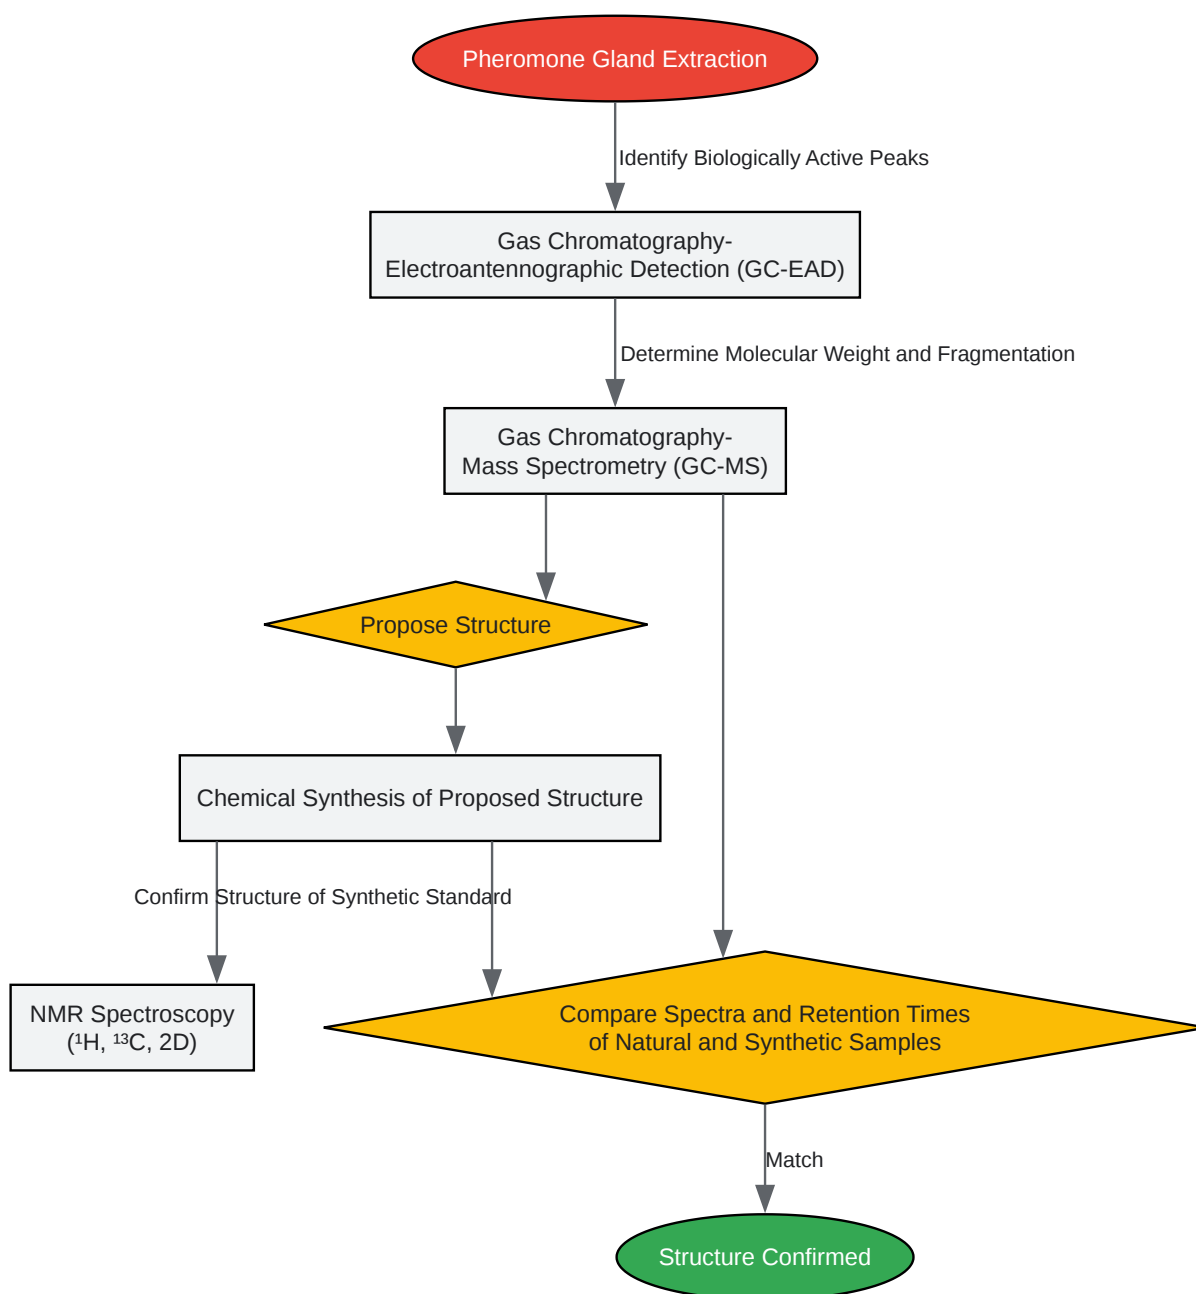 Pheromone Gland Extraction
Identify Biologically Active Peaks
Gas Chromatography-
Electroantennographic Detection (GC-EAD)
Determine Molecular Weight and Fragmentation
Gas Chromatography-
Mass Spectrometry (GC-MS)
Propose Structure
Chemical Synthesis of Proposed Structure
Confirm Structure of Synthetic Standard
NMR Spectroscopy
(¹H, ¹³C, 2D)
Compare Spectra and Retention Times
of Natural and Synthetic Samples
Match
Structure Confirmed